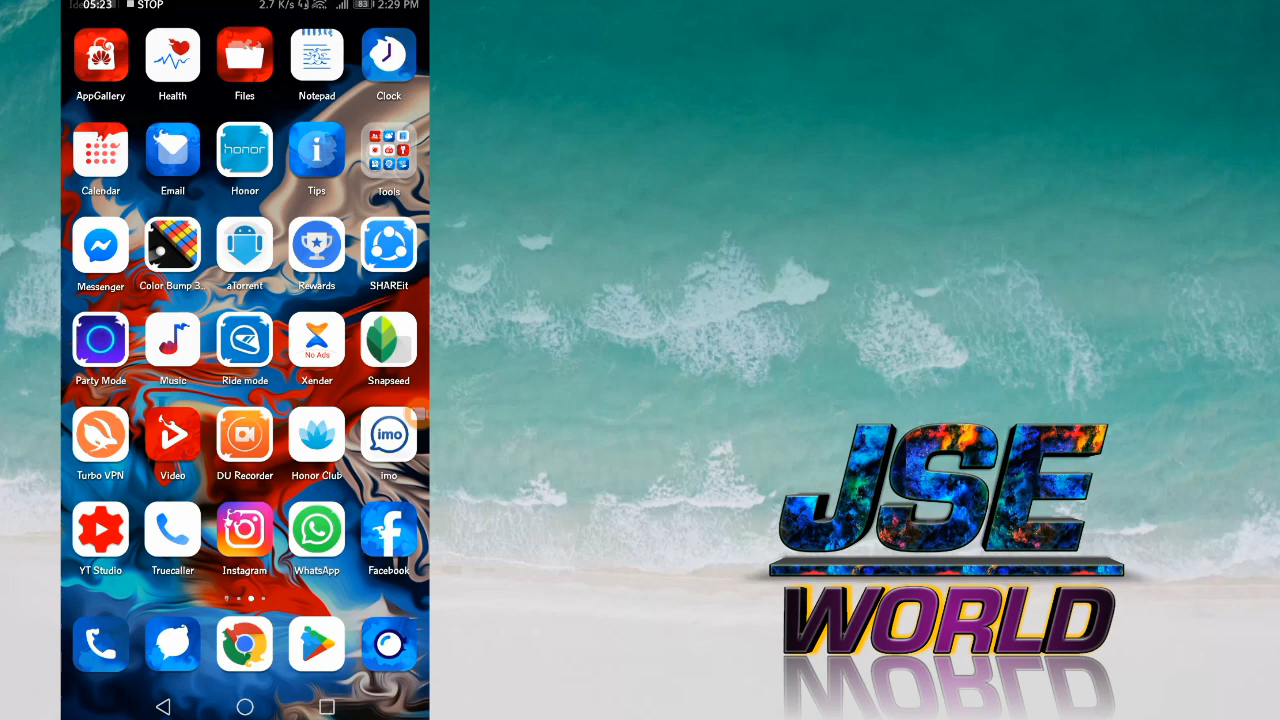 05:23 STOP 2.7 K/s 83 2:29 PM
AppGallery Health Files Notepad Clock
honor
Calendar Email Honor Tips Tools
Messenger Color Bump 3.. aTorrent Rewards SHAREit
No Ads
Party Mode Music Ride mode Xender Snapseed
imo
Turbo VPN Video DU Recorder Honor Club imo
YT Studio Truecaller Instagram WhatsApp Facebook
JSE
WORLD